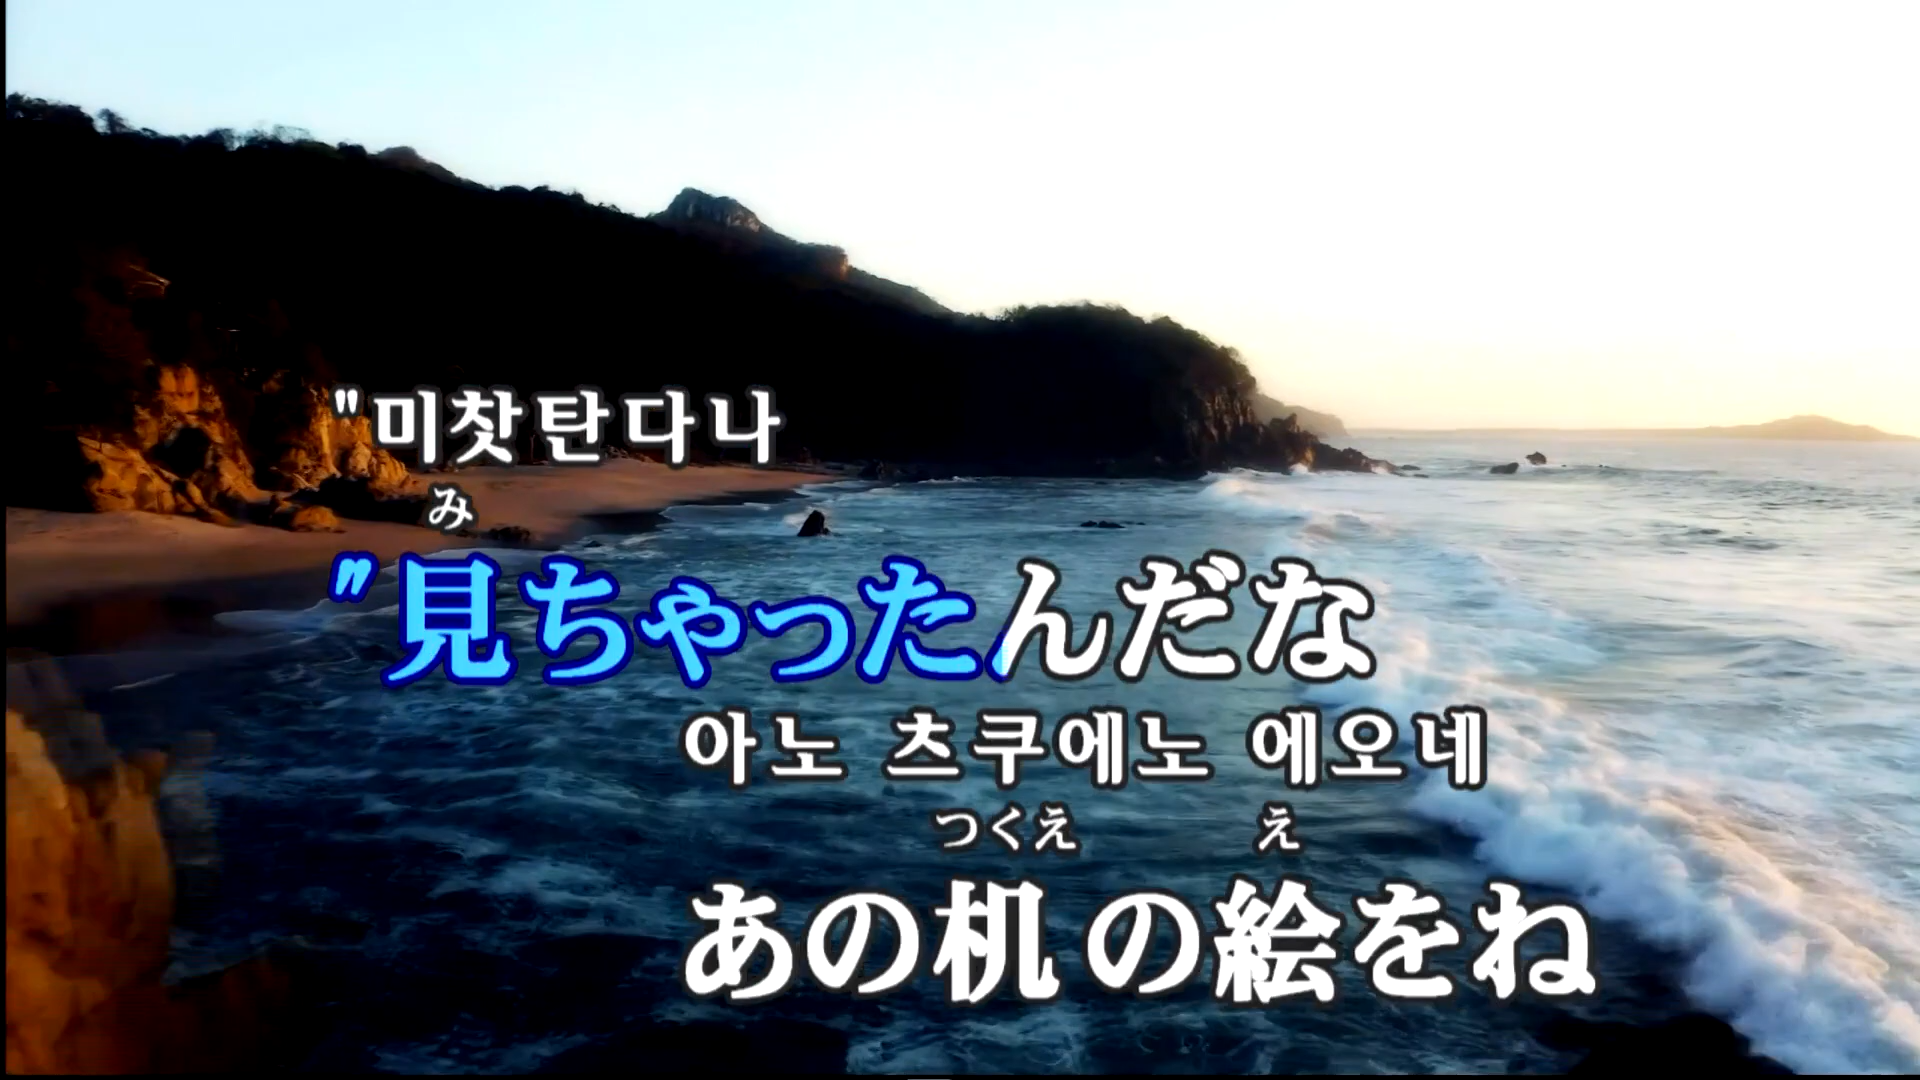 "미챳탄다나
み
"見ちゃったんだな
아노 츠쿠에노 에오네
つくえ え
あの机の絵をね